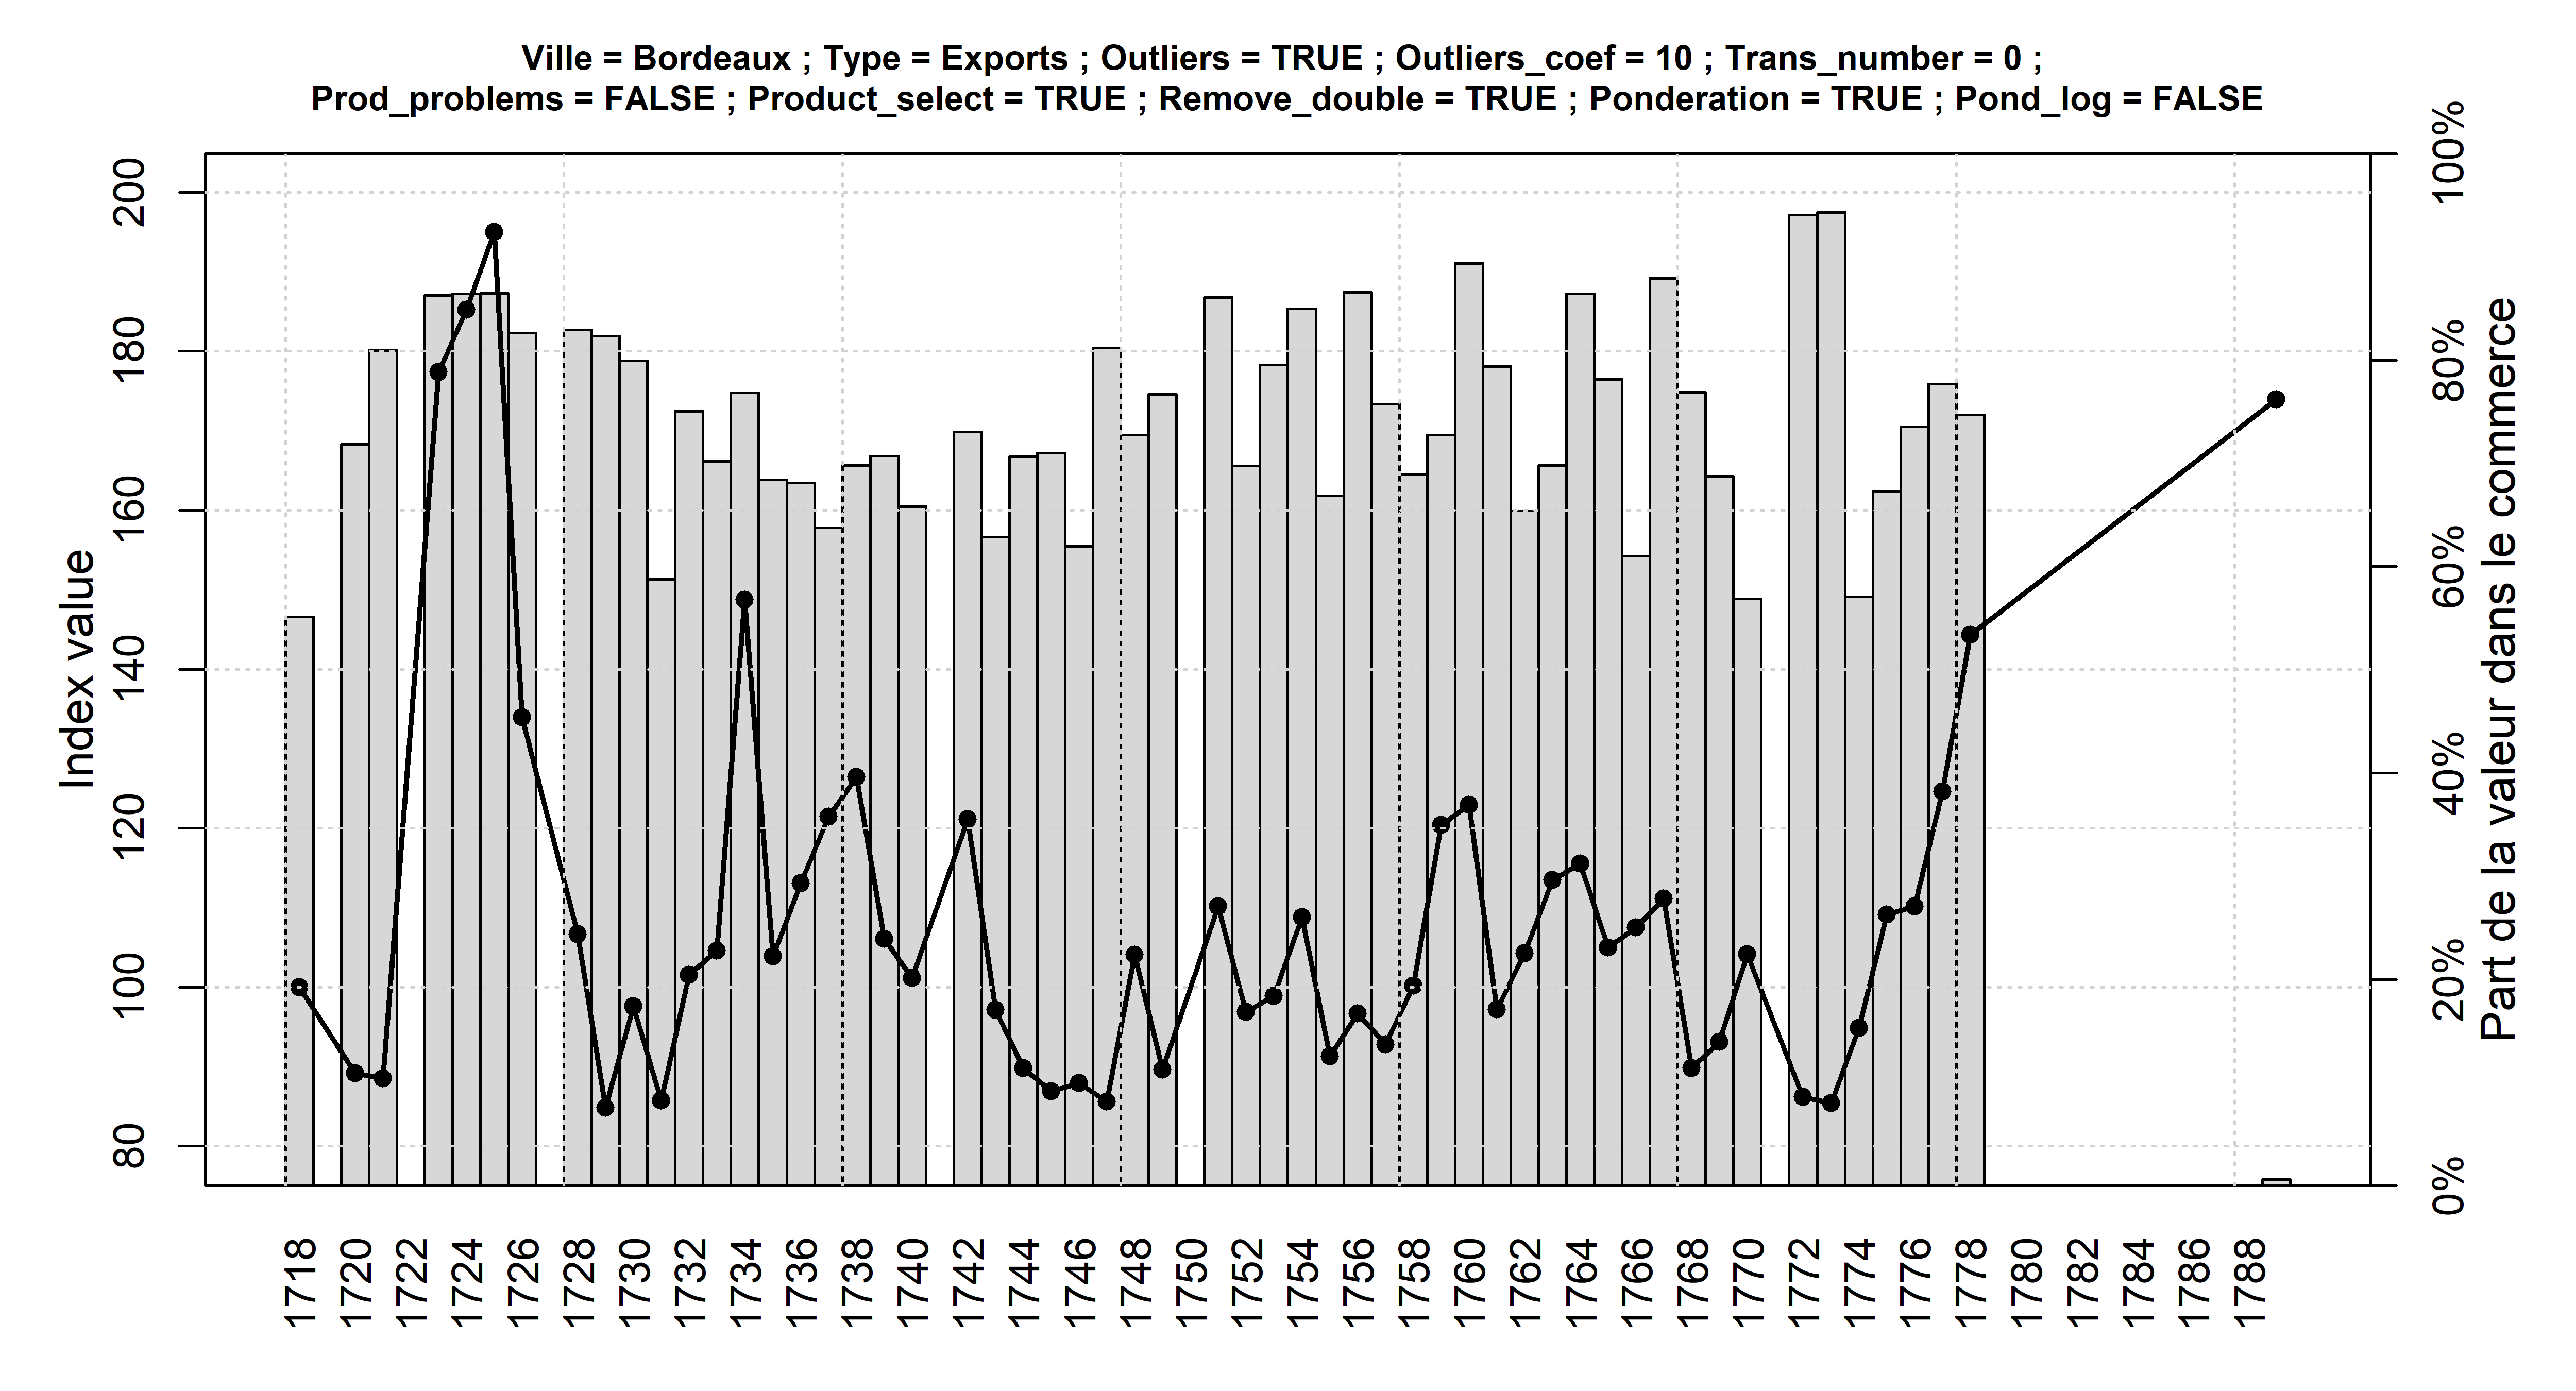 Ville = Bordeaux ; Type = Exports ; Outliers = TRUE ; Outliers_coef = 10 ; Trans_number = 0 ;
Prod_problems = FALSE ; Product_select = TRUE ; Remove_double = TRUE ; Ponderation = TRUE ; Pond_log = FALSE
Index value
200
180
160
140
120
100
80
100%
80%
60%
40%
20%
0%
Part de la valeur dans le commerce
1718 1720 1722 1724 1726 1728 1730 1732 1734 1736 1738 1740 1742 1744 1746 1748 1750 1752 1754 1756 1758 1760 1762 1764 1766 1768 1770 1772 1774 1776 1778 1780 1782 1784 1786 1788